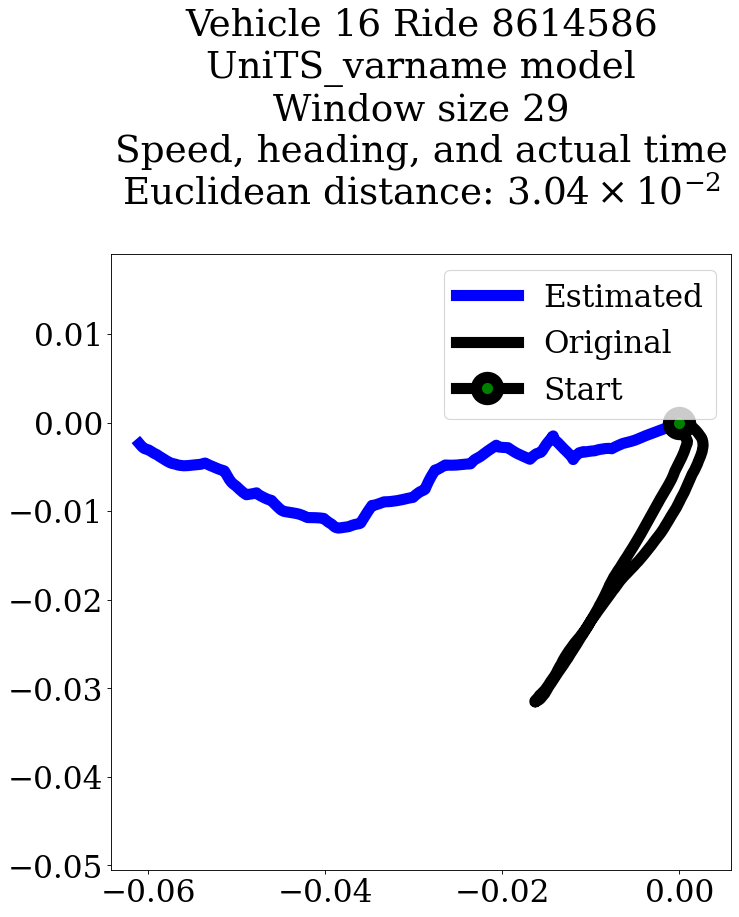 Vehicle 16 Ride 8614586
UniTS_varname model
Window size 29
Speed, heading, and actual time
Euclidean distance: 3.04 × 10⁻²
Estimated
Original
Start
0.01
0.00
−0.01
−0.02
−0.03
−0.04
−0.05
−0.06
−0.04
−0.02
0.00